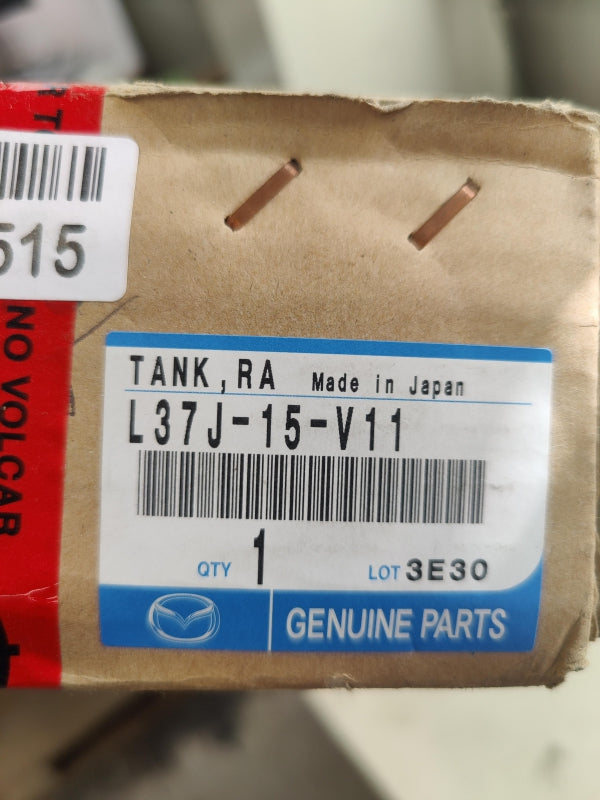 515
NO VOLCAR
TANK,RA Made in Japan
L37J-15-V11
QTY 1 LOT 3E30
GENUINE PARTS